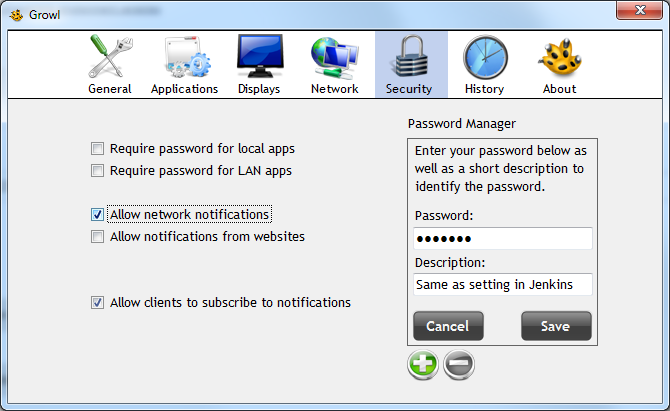 Growl
General Applications Displays Network Security History About
Require password for local apps
Require password for LAN apps
Allow network notifications
Allow notifications from websites
Allow clients to subscribe to notifications
Password Manager
Enter your password below as
well as a short description to
identify the password.
Password:
●●●●●●●
Description:
Same as setting in Jenkins
Cancel Save